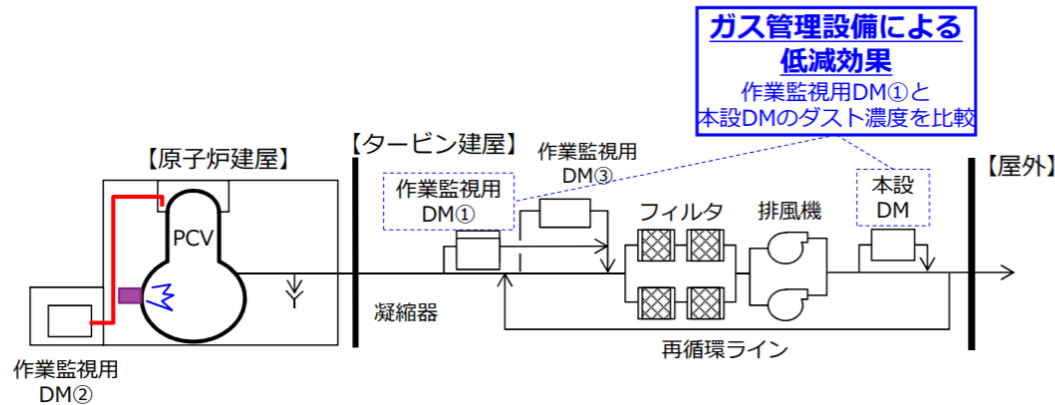 ガス管理設備による
低減効果
作業監視用DM①と
本設DMのダスト濃度を比較
【原子炉建屋】
【タービン建屋】
作業監視用
DM③
【屋外】
作業監視用
DM①
本設
DM
フィルタ
排風機
PCV
凝縮器
再循環ライン
作業監視用
DM②